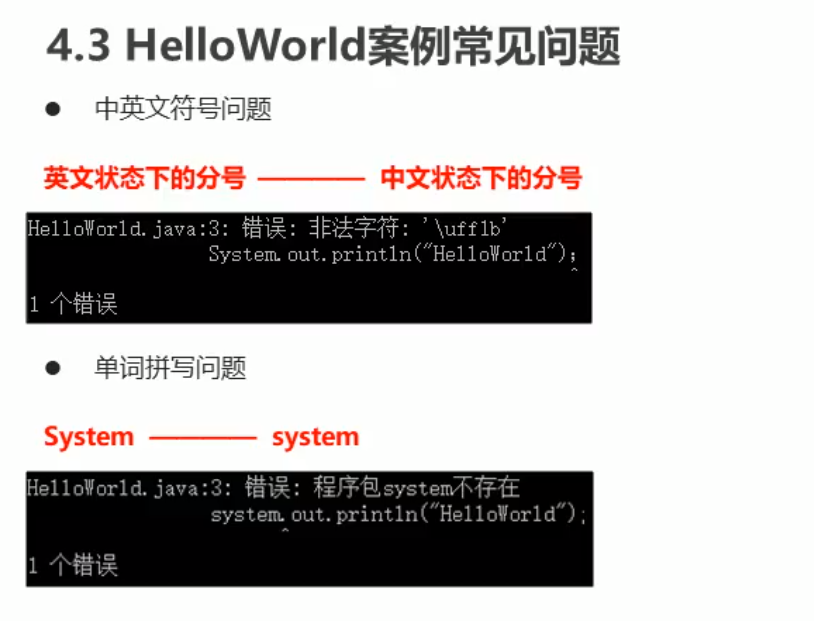 4.3 HelloWorld案例常见问题
● 中英文符号问题
英文状态下的分号 ———— 中文状态下的分号
HelloWorld.java:3: 错误: 非法字符: '\uff1b'
System.out.println("HelloWorld")；
^
1 个错误
● 单词拼写问题
System ———— system
HelloWorld.java:3: 错误: 程序包system不存在
system.out.println("HelloWorld");
^
1 个错误